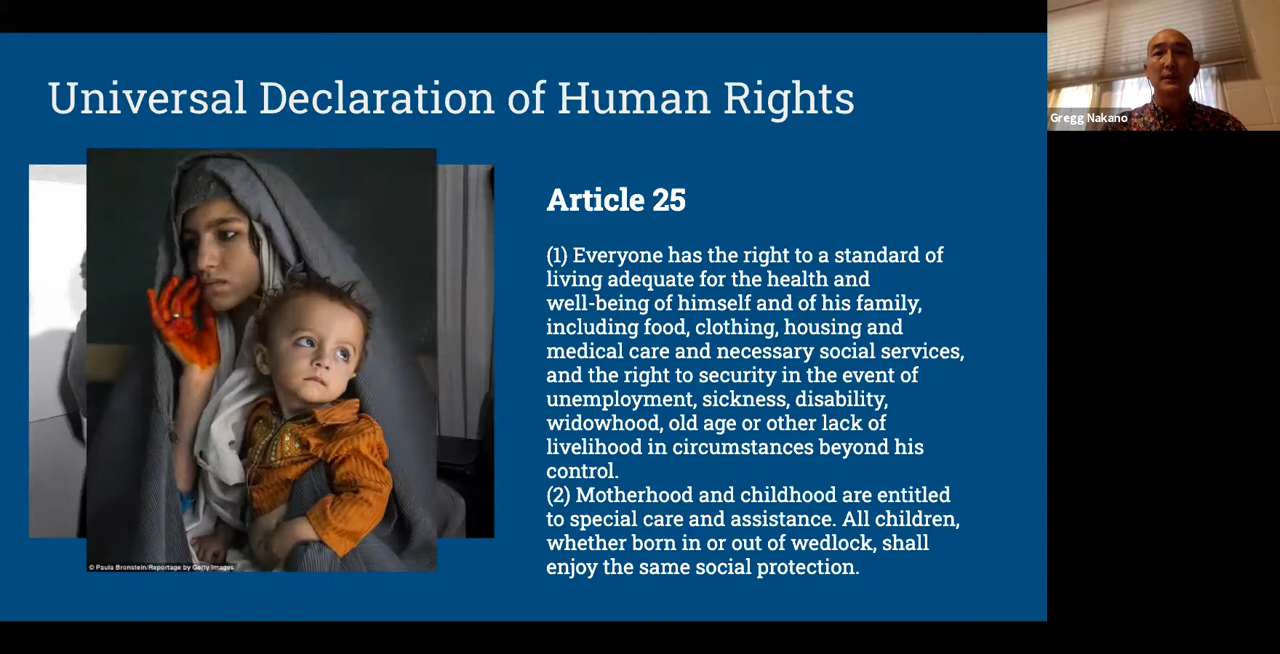 Universal Declaration of Human Rights
Gregg Nakano
Article 25
(1) Everyone has the right to a standard of
living adequate for the health and
well-being of himself and of his family,
including food, clothing, housing and
medical care and necessary social services,
and the right to security in the event of
unemployment, sickness, disability,
widowhood, old age or other lack of
livelihood in circumstances beyond his
control.
(2) Motherhood and childhood are entitled
to special care and assistance. All children,
whether born in or out of wedlock, shall
enjoy the same social protection.
© Paula Bronstein/Reportage by Getty Images